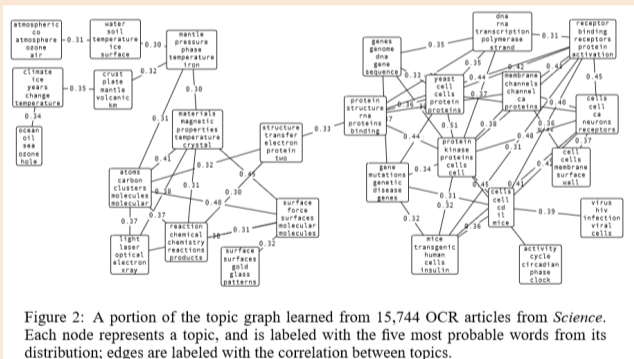 atmospheric
co
atmosphere
ozone
air
0.31
water
soil
temperature
ice
surface
0.30
mantle
pressure
phase
temperature
iron
climate
ice
years
change
temperature
0.35
crust
plate
mantle
volcanic
km
0.32
0.30
0.34
ocean
oil
sea
ozone
hole
0.31
materials
magnetic
properties
temperature
crystal
structure
transfer
electron
protein
two
0.33
atoms
carbon
clusters
molecules
molecular
0.41
0.32
0.31
0.40
0.30
0.37
0.37
light
laser
optical
electron
xray
reaction
chemical
chemistry
reactions
products
0.31
surface
force
surfaces
molecular
molecules
0.32
surface
surfaces
gold
glass
patterns
genes
genome
dna
gene
sequence
0.35
dna
rna
transcription
polymerase
strand
0.31
receptor
binding
receptors
protein
activation
0.35
0.42
0.33
yeast
cell
cells
protein
proteins
0.44
membrane
channels
channel
ca
proteins
0.45
protein
structure
rna
proteins
binding
0.40
cells
cell
ca
neurons
receptors
0.44
0.51
0.38
0.48
0.37
protein
kinase
proteins
cells
cell
0.31
cell
cells
membrane
surface
wall
gene
mutations
genetic
disease
genes
0.34
0.41
0.32
0.32
0.36
cells
cell
cd
il
mice
0.39
virus
hiv
infection
viral
cells
mice
transgenic
human
cells
insulin
activity
cycle
circadian
phase
clock
Figure 2: A portion of the topic graph learned from 15,744 OCR articles from Science.
Each node represents a topic, and is labeled with the five most probable words from its
distribution; edges are labeled with the correlation between topics.